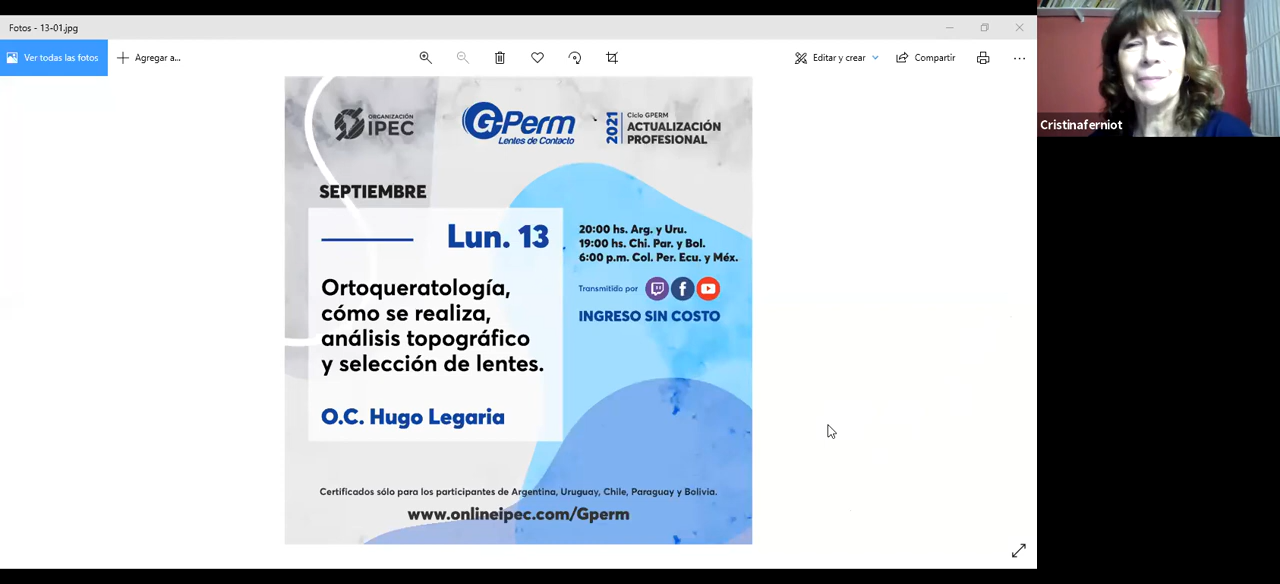 Fotos - 13-01.jpg
Ver todas las fotos
Agregar a...
Editar y crear
Compartir
ORGANIZACIÓN
IPEC
G-Perm
Lentes de Contacto
2021
Ciclo GPERM
ACTUALIZACIÓN
PROFESIONAL
SEPTIEMBRE
Lun. 13
20:00 hs. Arg. y Uru.
19:00 hs. Chi. Par. y Bol.
6:00 p.m. Col. Per. Ecu. y Méx.
Transmitido por
INGRESO SIN COSTO
Ortoqueratología,
cómo se realiza,
análisis topográfico
y selección de lentes.
O.C. Hugo Legaria
Certificados sólo para los participantes de Argentina, Uruguay, Chile, Paraguay y Bolivia.
www.onlineipec.com/Gperm
Cristinaferniot